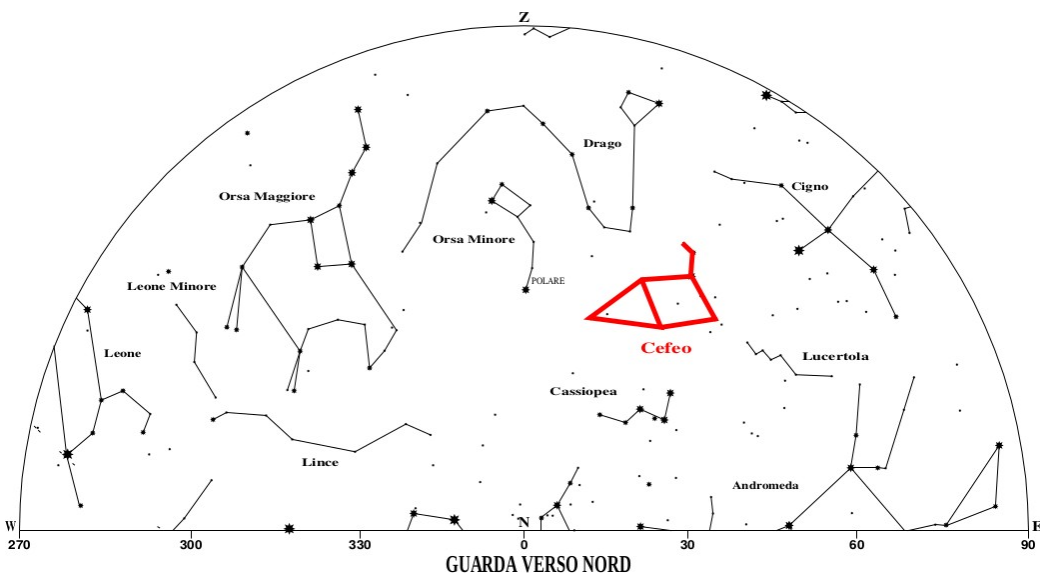 Z
Drago
Cigno
Orsa Maggiore
Orsa Minore
POLARE
Leone Minore
Cefeo
Leone
Lucertola
Cassiopea
Lince
Andromeda
W
N
E
270
300
330
0
30
60
90
GUARDA VERSO NORD